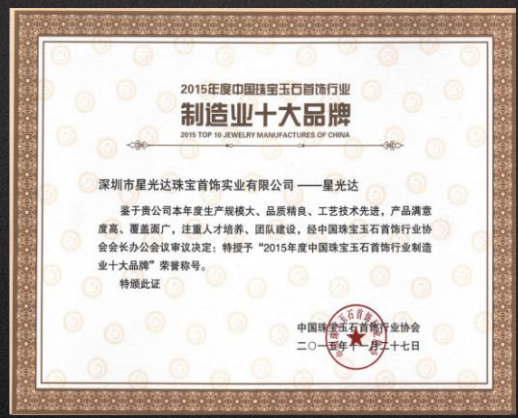 2015年度中国珠宝玉石首饰行业
制造业十大品牌
2015 TOP 10 JEWELRY MANUFACTURES OF CHINA
深圳市星光达珠宝首饰实业有限公司——星光达
鉴于贵公司本年度生产规模大、品质精良、工艺技术先进，产品满意
度高、覆盖面广，注重人才培养、团队建设，经中国珠宝玉石首饰行业协
会会长办公会议审议决定：特授予“2015年度中国珠宝玉石首饰行业制造
业十大品牌”荣誉称号。
特颁此证
中国珠宝玉石首饰行业协会
二〇一五年十一月二十七日